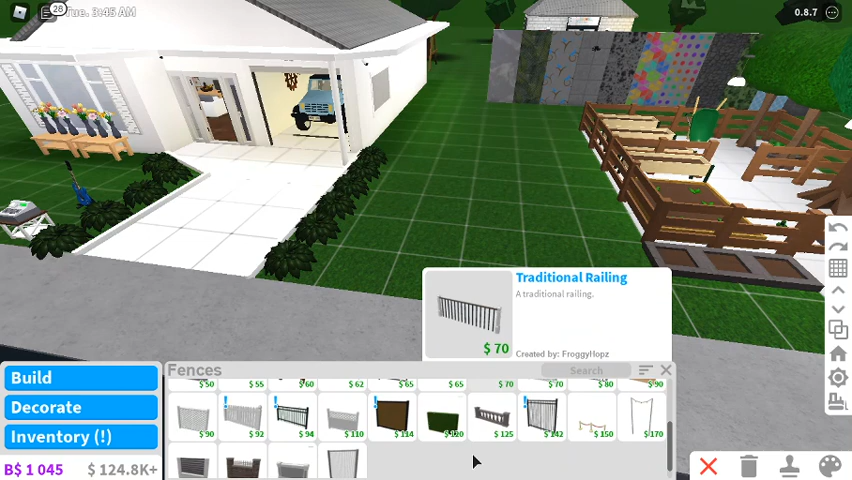 28
Tue. 3:45 AM
0.8.7
Traditional Railing
A traditional railing.
$ 70
Created by: FroggyHopz
Build
Decorate
Inventory (!)
B$ 1 045
$ 124.8K+
Fences
Search
$50 $55 $60 $62 $65 $65 $70 $70 $80 $90
$90 $92 $94 $110 $114 $120 $125 $142 $150 $170